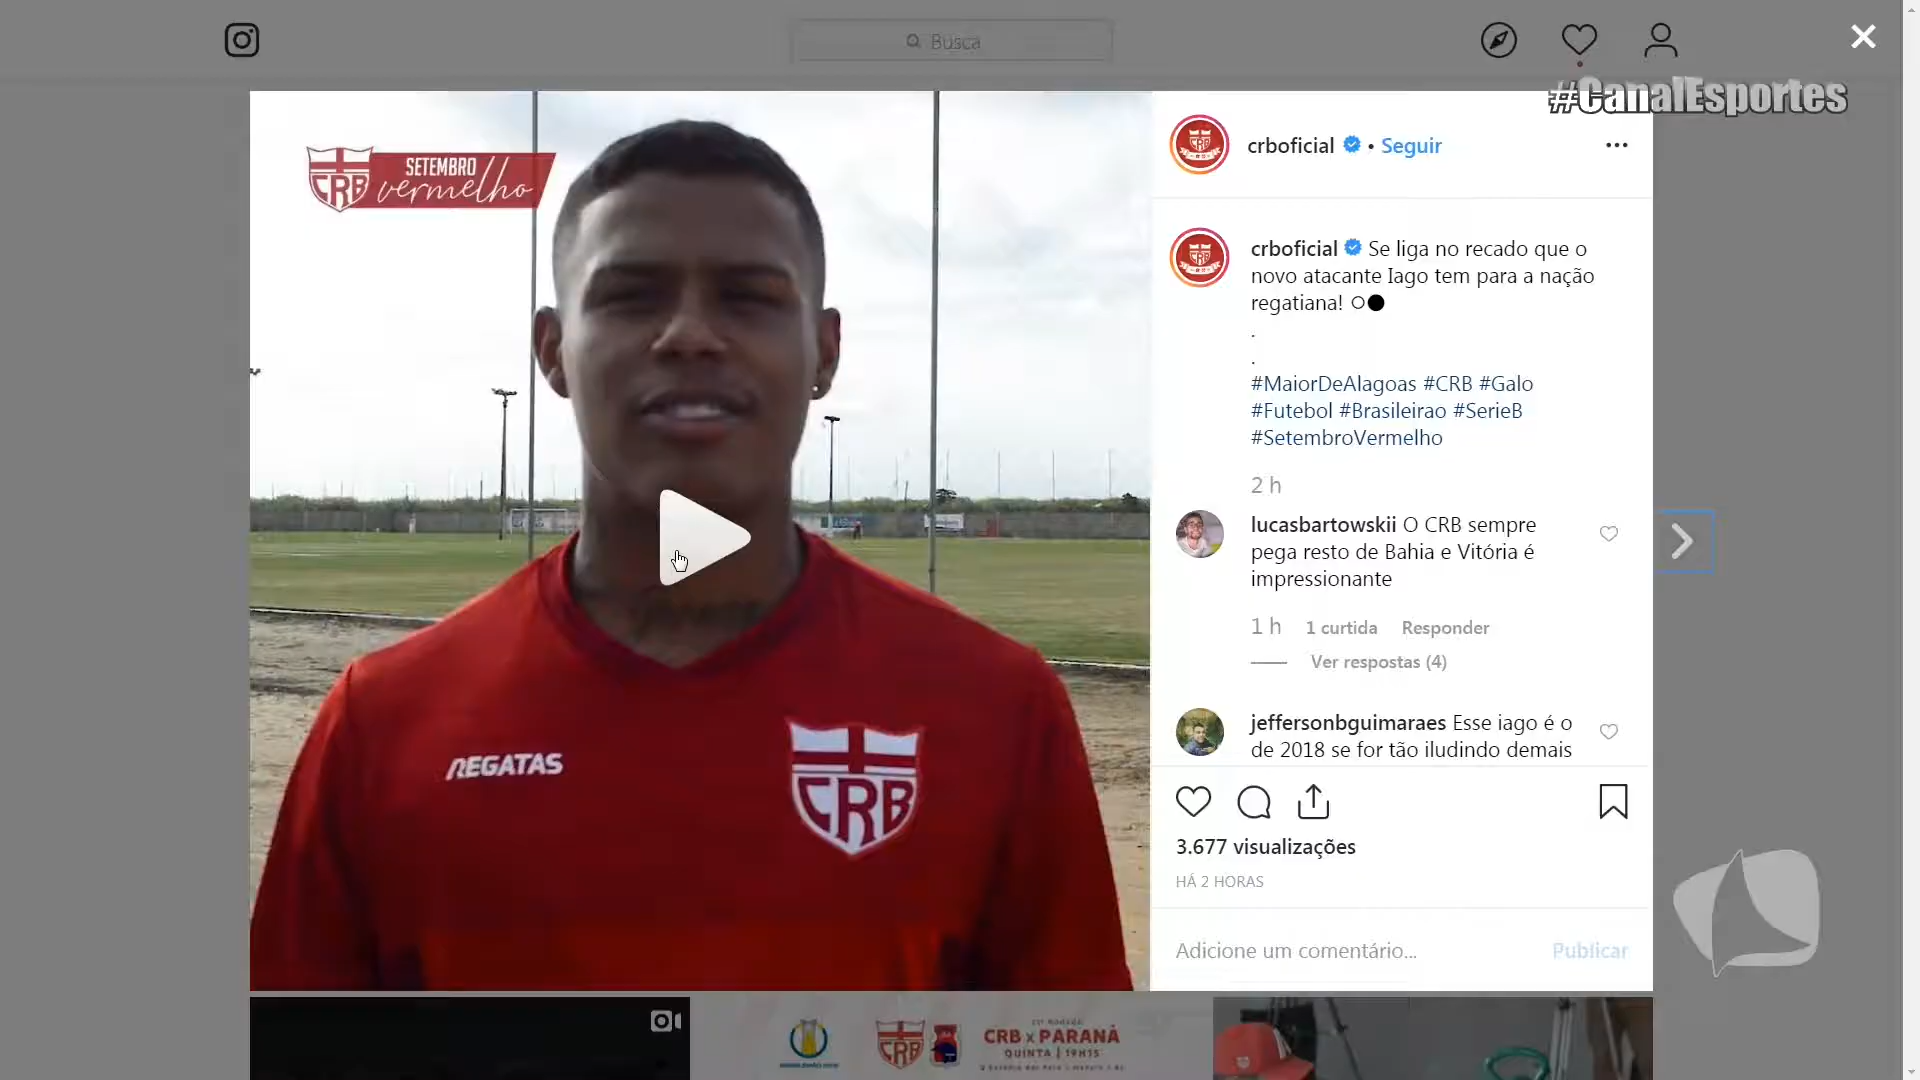 Busca
#CanalEsportes
CRB
SETEMBRO
vermelho
REGATAS
CRB
crboficial • Seguir
crboficial Se liga no recado que o
novo atacante Iago tem para a nação
regatiana! ○●
.
.
#MaiorDeAlagoas #CRB #Galo
#Futebol #Brasileirao #SerieB
#SetembroVermelho
2 h
lucasbartowskii O CRB sempre
pega resto de Bahia e Vitória é
impressionante
1 h 1 curtida Responder
Ver respostas (4)
jeffersonbguimaraes Esse iago é o
de 2018 se for tão iludindo demais
3.677 visualizações
HÁ 2 HORAS
Adicione um comentário... Publicar
CRB
CRB x PARANÁ
QUINTA | 19H15